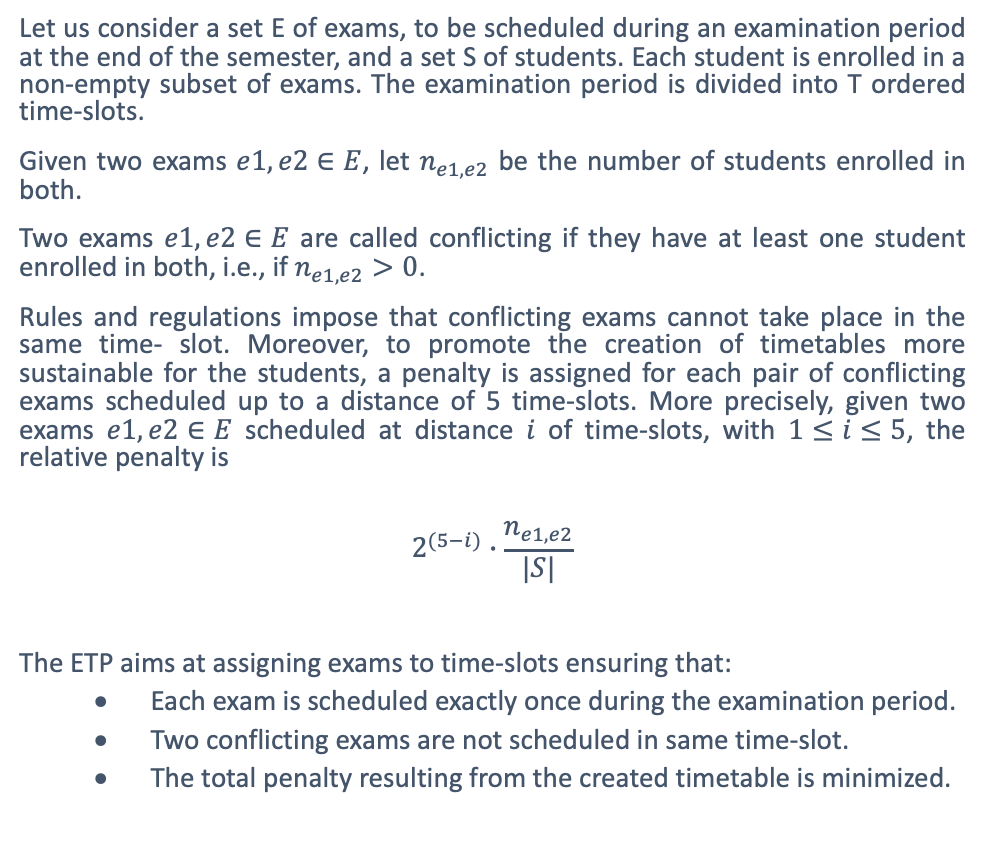 Let us consider a set E of exams, to be scheduled during an examination period
at the end of the semester, and a set S of students. Each student is enrolled in a
non-empty subset of exams. The examination period is divided into T ordered
time-slots.
Given two exams e1, e2 ∈ E, let n_{e1,e2} be the number of students enrolled in
both.
Two exams e1, e2 ∈ E are called conflicting if they have at least one student
enrolled in both, i.e., if n_{e1,e2} > 0.
Rules and regulations impose that conflicting exams cannot take place in the
same time- slot. Moreover, to promote the creation of timetables more
sustainable for the students, a penalty is assigned for each pair of conflicting
exams scheduled up to a distance of 5 time-slots. More precisely, given two
exams e1, e2 ∈ E scheduled at distance i of time-slots, with 1 ≤ i ≤ 5, the
relative penalty is
2^{(5−i)} · \frac{n_{e1,e2}}{|S|}
The ETP aims at assigning exams to time-slots ensuring that:
• Each exam is scheduled exactly once during the examination period.
• Two conflicting exams are not scheduled in same time-slot.
• The total penalty resulting from the created timetable is minimized.